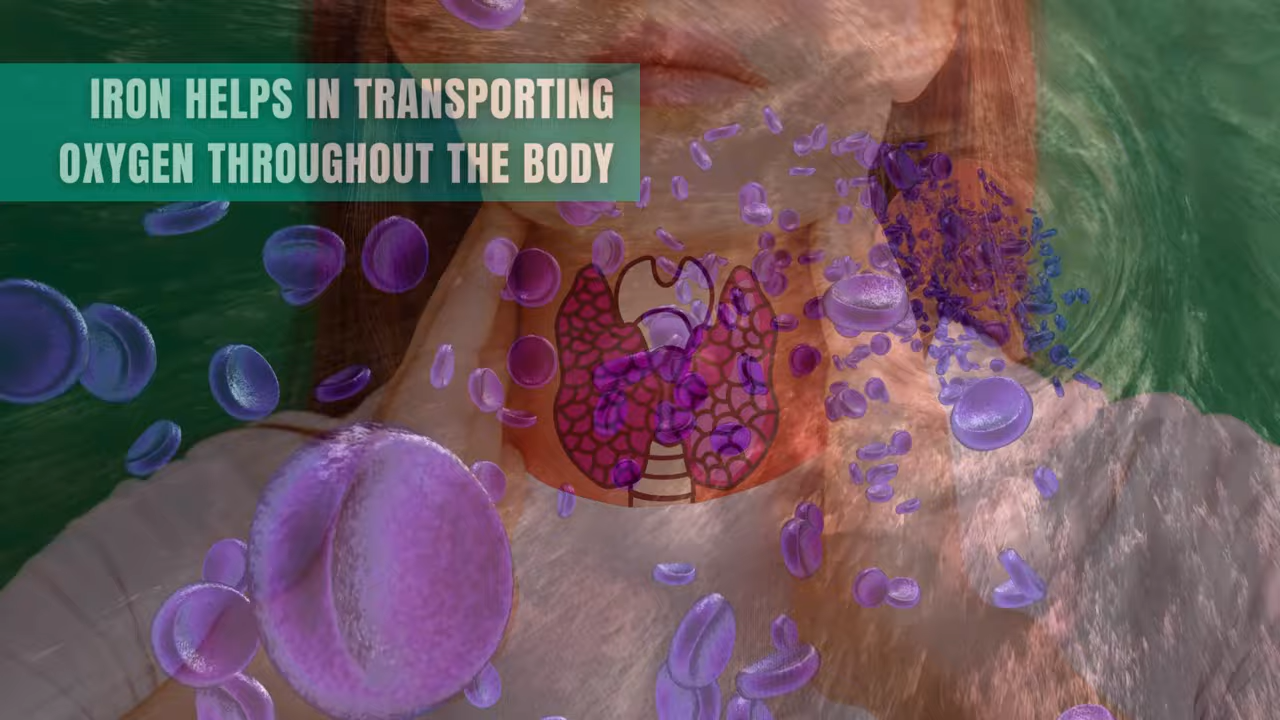 IRON HELPS IN TRANSPORTING
OXYGEN THROUGHOUT THE BODY